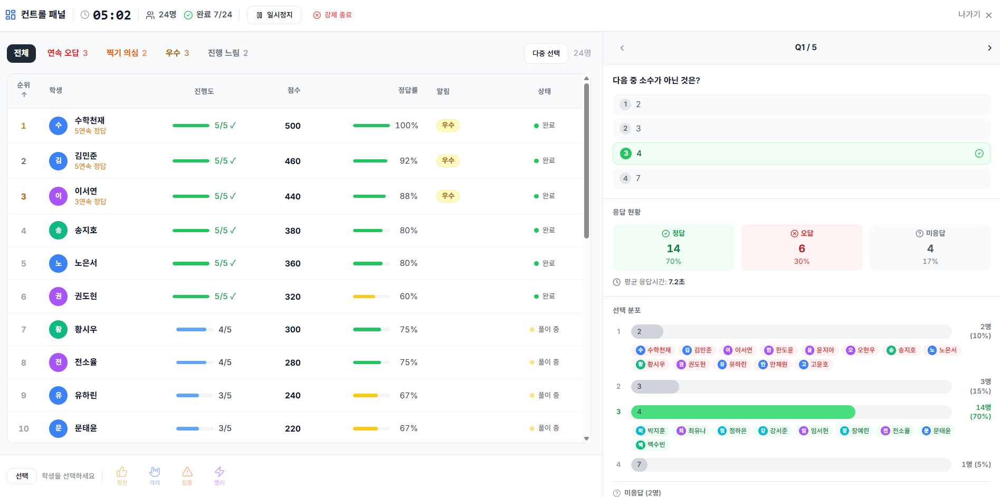 컨트롤 패널 05:02 24명 완료 7/24 일시정지 강제 종료 나가기
전체 연속 오답 3 찍기 의심 2 우수 3 진행 느림 2 다중 선택 24명
순위 학생 진행도 점수 정답률 알림 상태
1 수 수학천재 5/5 ✓ 500 100% 우수 완료
5연속 정답
2 김 김민준 5/5 ✓ 460 92% 우수 완료
5연속 정답
3 이 이서연 5/5 ✓ 440 88% 우수 완료
3연속 정답
4 송 송지호 5/5 ✓ 380 80% 완료
5 노 노은서 5/5 ✓ 360 80% 완료
6 권 권도현 5/5 ✓ 320 60% 완료
7 황 황시우 4/5 300 75% 풀이 중
8 전 전소율 4/5 280 75% 풀이 중
9 유 유하린 3/5 240 67% 풀이 중
10 문 문태윤 3/5 220 67% 풀이 중
선택 학생을 선택하세요 칭찬 격려 집중 빨리
Q1 / 5
다음 중 소수가 아닌 것은?
1 2
2 3
3 4
4 7
응답 현황
정답 오답 미응답
14 6 4
70% 30% 17%
평균 응답시간: 7.2초
선택 분포
1 2 2명
(10%)
수 수학천재 김 김민준 이 이서연 한 한도윤 윤 윤지아 오 오현우 송 송지호 노 노은서
황 황시우 권 권도현 유 유하린 안 안채원 고 고윤호
2 3 3명
(15%)
3 4 14명
(70%)
박 박지훈 최 최유나 정 정하은 강 강서준 임 임서현 장 장예린 전 전소율 문 문태윤
백 백수빈
4 7 1명 (5%)
미응답 (2명)